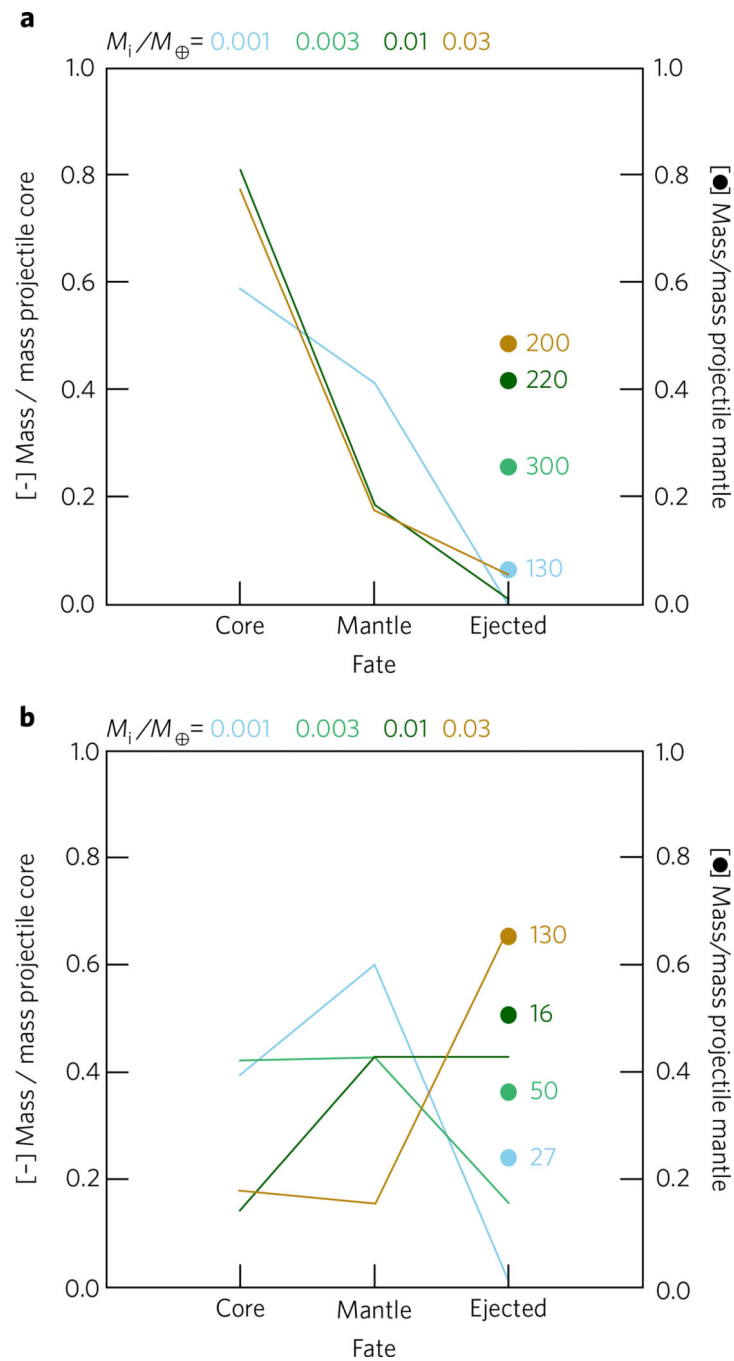 a
Mi/M⊕= 0.001 0.003 0.01 0.03
1.0 1.0
0.8 0.8
0.6 0.6
0.4 0.4
0.2 0.2
0.0 0.0
[-] Mass / mass projectile core
[●] Mass/mass projectile mantle
200
220
300
130
Core Mantle Ejected
Fate
b
Mi/M⊕= 0.001 0.003 0.01 0.03
1.0 1.0
0.8 0.8
0.6 0.6
0.4 0.4
0.2 0.2
0.0 0.0
[-] Mass / mass projectile core
[●] Mass/mass projectile mantle
130
16
50
27
Core Mantle Ejected
Fate